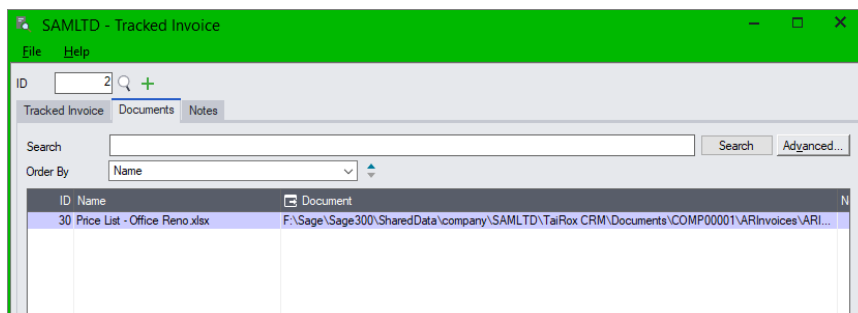 SAMLTD - Tracked Invoice
File Help
ID 2
Tracked Invoice Documents Notes
Search Search Advanced...
Order By Name
ID Name Document N
30 Price List - Office Reno.xlsx F:\Sage\Sage300\SharedData\company\SAMLTD\TaiRox CRM\Documents\COMP00001\ARInvoices\ARI...